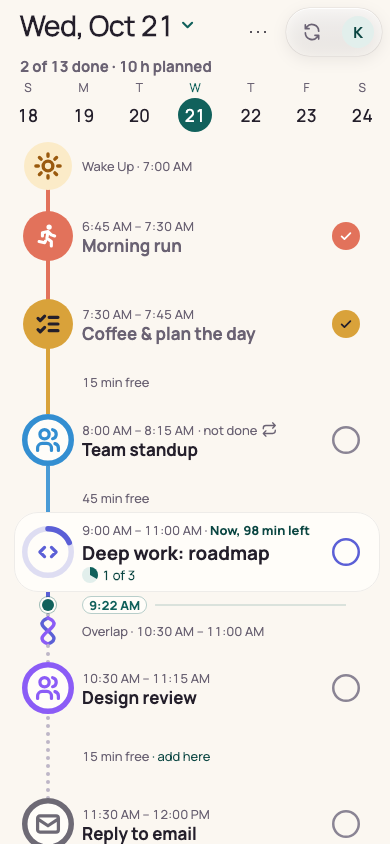 Wed, Oct 21
...
K
2 of 13 done · 10 h planned
S M T W T F S
18 19 20 21 22 23 24
Wake Up · 7:00 AM
6:45 AM – 7:30 AM
Morning run
7:30 AM – 7:45 AM
Coffee & plan the day
15 min free
8:00 AM – 8:15 AM · not done
Team standup
45 min free
9:00 AM – 11:00 AM · Now, 98 min left
Deep work: roadmap
1 of 3
9:22 AM
Overlap · 10:30 AM – 11:00 AM
10:30 AM – 11:15 AM
Design review
15 min free · add here
11:30 AM – 12:00 PM
Reply to email